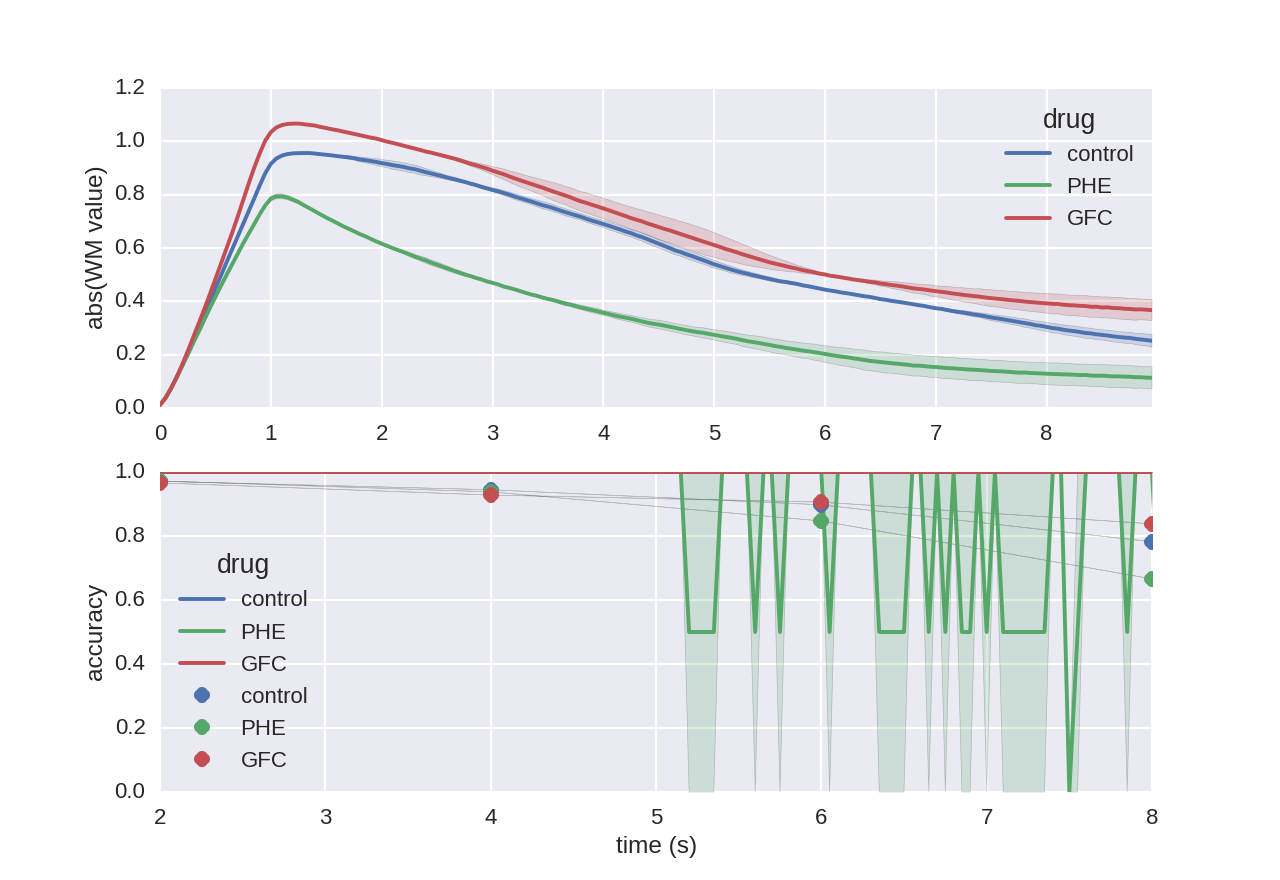 1.2
1.0
0.8
0.6
0.4
0.2
0.0
abs(WM value)
drug
control
PHE
GFC
0 1 2 3 4 5 6 7 8
1.0
0.8
0.6
0.4
0.2
0.0
accuracy
drug
control
PHE
GFC
control
PHE
GFC
2 3 4 5 6 7 8
time (s)